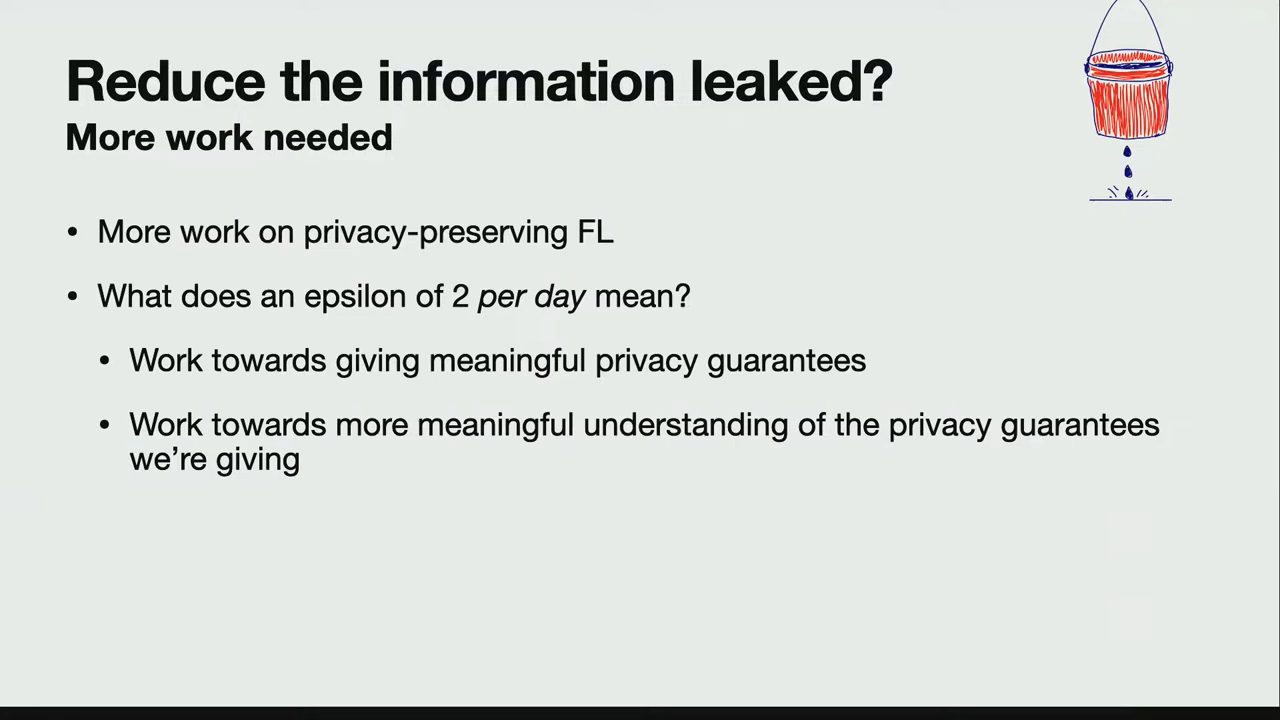 Reduce the information leaked?
More work needed
• More work on privacy-preserving FL
• What does an epsilon of 2 per day mean?
• Work towards giving meaningful privacy guarantees
• Work towards more meaningful understanding of the privacy guarantees
we're giving